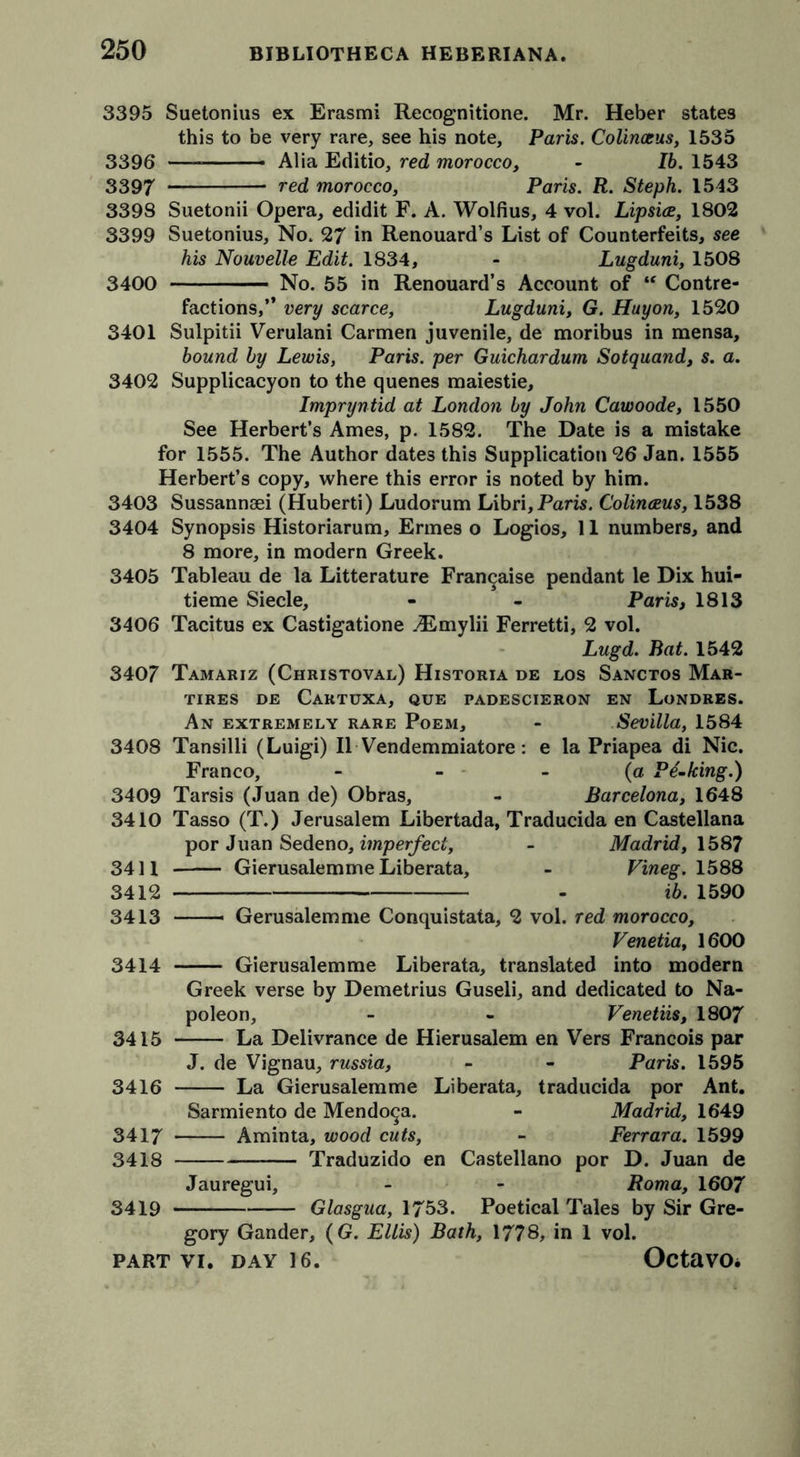 250 BIBLIOTHECA HEBERIANA.
3395 Suetonius ex Erasmi Recognitione. Mr. Heber states
this to be very rare, see his note, Paris. Colinæus, 1535
3396 ——— Alia Editio, red morocco, - Ib. 1543
3397 ——— red morocco, Paris. R. Steph. 1543
3398 Suetonii Opera, edidit F. A. Wolfius, 4 vol. Lipsiæ, 1802
3399 Suetonius, No. 27 in Renouard's List of Counterfeits, see
his Nouvelle Edit. 1834, - Lugduni, 1508
3400 ——— No. 55 in Renouard's Account of “ Contre-
factions,” very scarce, Lugduni, G. Huyon, 1520
3401 Sulpitii Verulani Carmen juvenile, de moribus in mensa,
bound by Lewis, Paris. per Guichardum Sotquand, s. a.
3402 Supplicacyon to the quenes maiestie,
Impryntid at London by John Cawoode, 1550
See Herbert's Ames, p. 1582. The Date is a mistake
for 1555. The Author dates this Supplication 26 Jan. 1555
Herbert's copy, where this error is noted by him.
3403 Sussannæi (Huberti) Ludorum Libri, Paris. Colinæus, 1538
3404 Synopsis Historiarum, Ermes o Logios, 11 numbers, and
8 more, in modern Greek.
3405 Tableau de la Litterature Française pendant le Dix hui-
tieme Siecle, - - Paris, 1813
3406 Tacitus ex Castigatione Æmylii Ferretti, 2 vol.
Lugd. Bat. 1542
3407 TAMARIZ (CHRISTOVAL) HISTORIA DE LOS SANCTOS MAR-
TIRES DE CARTUXA, QUE PADESCIERON EN LONDRES.
AN EXTREMELY RARE POEM, - Sevilla, 1584
3408 Tansilli (Luigi) Il Vendemmiatore : e la Priapea di Nic.
Franco, - - - (a Pé-king.)
3409 Tarsis (Juan de) Obras, - Barcelona, 1648
3410 Tasso (T.) Jerusalem Libertada, Traducida en Castellana
por Juan Sedeno, imperfect, - Madrid, 1587
3411 —— Gierusalemme Liberata, - Vineg. 1588
3412 ——————— - ib. 1590
3413 —— Gerusalemme Conquistata, 2 vol. red morocco,
Venetia, 1600
3414 —— Gierusalemme Liberata, translated into modern
Greek verse by Demetrius Guseli, and dedicated to Na-
poleon, - - Venetiis, 1807
3415 —— La Delivrance de Hierusalem en Vers Francois par
J. de Vignau, russia, - - Paris. 1595
3416 —— La Gierusalemme Liberata, traducida por Ant.
Sarmiento de Mendoça. - Madrid, 1649
3417 —— Aminta, wood cuts, - Ferrara. 1599
3418 ———— Traduzido en Castellano por D. Juan de
Jauregui, - - Roma, 1607
3419 ———— Glasgua, 1753. Poetical Tales by Sir Gre-
gory Gander, (G. Ellis) Bath, 1778, in 1 vol.
PART VI. DAY 16. Octavo.